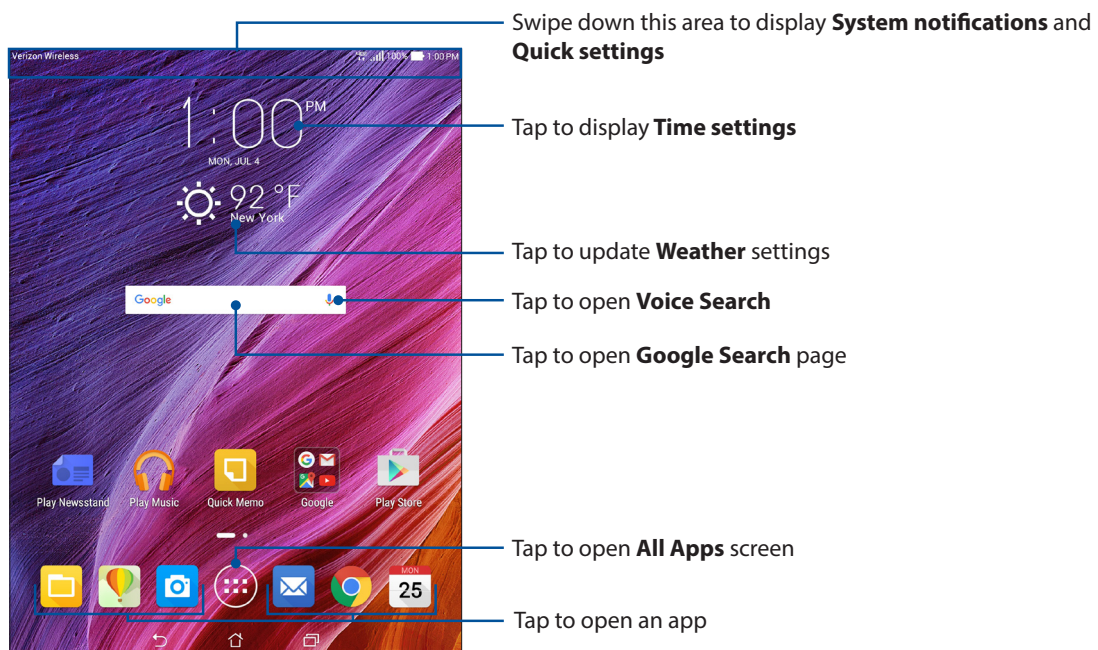 Swipe down this area to display System notifications and
Quick settings
Verizon Wireless
100% 1:00 PM
1:00 PM
Tap to display Time settings
MON, JUL 4
92 °F
New York
Tap to update Weather settings
Google
Tap to open Voice Search
Tap to open Google Search page
Play Newsstand Play Music Quick Memo Google Play Store
Tap to open All Apps screen
MON
25
Tap to open an app